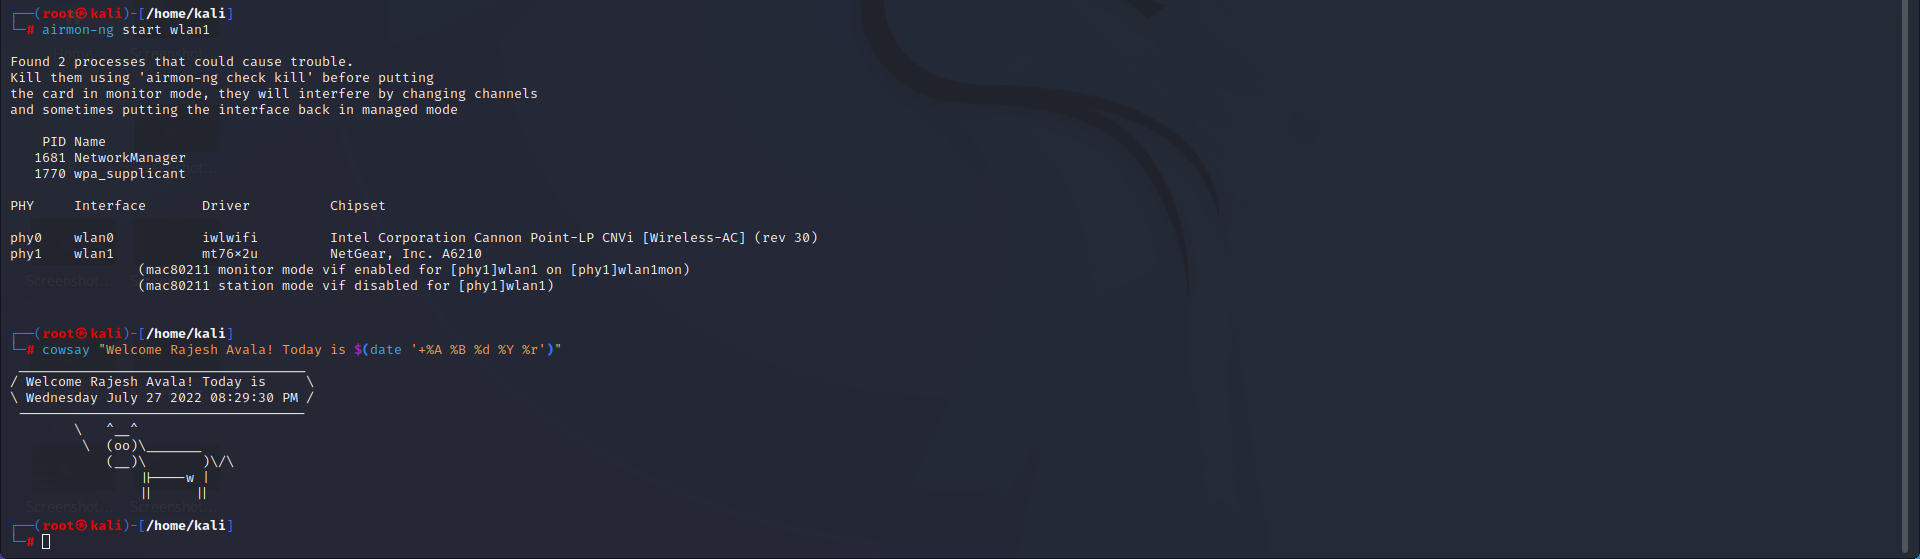 ┌──(root㉿kali)-[/home/kali]
└─# airmon-ng start wlan1

Found 2 processes that could cause trouble.
Kill them using 'airmon-ng check kill' before putting
the card in monitor mode, they will interfere by changing channels
and sometimes putting the interface back in managed mode

    PID Name
   1681 NetworkManager
   1770 wpa_supplicant

PHY     Interface       Driver          Chipset

phy0    wlan0           iwlwifi         Intel Corporation Cannon Point-LP CNVi [Wireless-AC] (rev 30)
phy1    wlan1           mt76×2u         NetGear, Inc. A6210
                (mac80211 monitor mode vif enabled for [phy1]wlan1 on [phy1]wlan1mon)
                (mac80211 station mode vif disabled for [phy1]wlan1)
Screenshot...

┌──(root㉿kali)-[/home/kali]
└─# cowsay "Welcome Rajesh Avala! Today is $(date '+%A %B %d %Y %r')"
 ____________________________________
/ Welcome Rajesh Avala! Today is     \
\ Wednesday July 27 2022 08:29:30 PM /
 ------------------------------------
        \   ^__^
         \  (oo)\_______
            (__)\       )\/\
                ||----w |
                ||     ||
Screenshot... Screenshot...

┌──(root㉿kali)-[/home/kali]
└─#